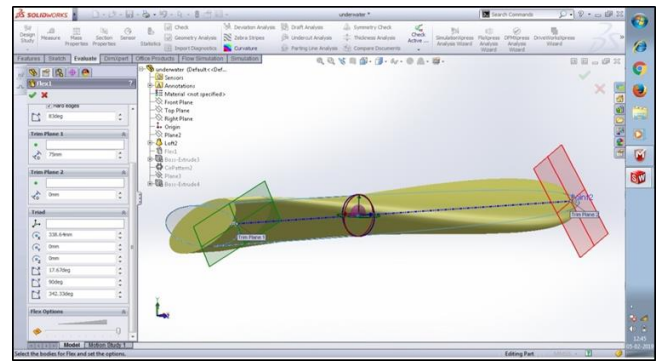 SOLIDWORKS
underwater *
Search Commands
Design Study
Measure
Mass Properties
Section Properties
Sensor
Statistics
Check
Geometry Analysis
Import Diagnostics
Deviation Analysis
Zebra Stripes
Curvature
Draft Analysis
Undercut Analysis
Parting Line Analysis
Symmetry Check
Thickness Analysis
Compare Documents
Check Active ...
SimulationXpress Analysis Wizard
FloXpress Analysis Wizard
DFMXpress Analysis Wizard
DriveWorksXpress Wizard
Features Sketch Evaluate DimXpert Office Products Flow Simulation Simulation
Flex1
Hard edges
83deg
Trim Plane 1
75mm
Trim Plane 2
0mm
Triad
338.64mm
0mm
0mm
17.67deg
90deg
342.33deg
Flex Options
underwater (Default<<Def...
Sensors
Annotations
Material <not specified>
Front Plane
Top Plane
Right Plane
Origin
Plane2
Loft2
Flex1
Boss-Extrude3
CirPattern2
Plane3
Boss-Extrude4
Trim Plane 1
Trim Plane 2
Model Motion Study 1
Select the bodies for Flex and set the options.
Editing Part
12:45